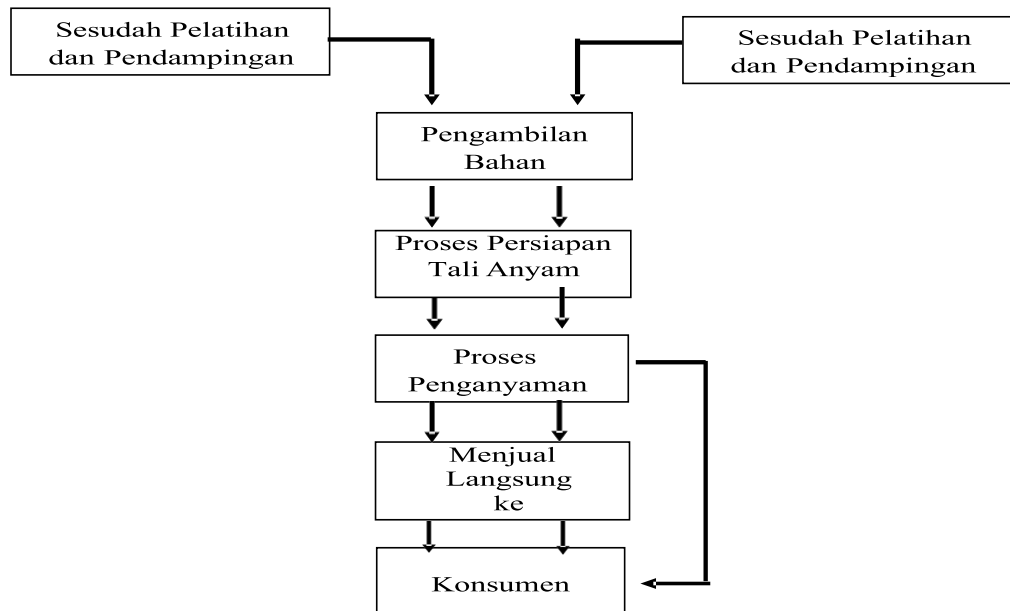 Sesudah Pelatihan
dan Pendampingan
Sesudah Pelatihan
dan Pendampingan
Pengambilan
Bahan
Proses Persiapan
Tali Anyam
Proses
Penganyaman
Menjual
Langsung
ke
Konsumen